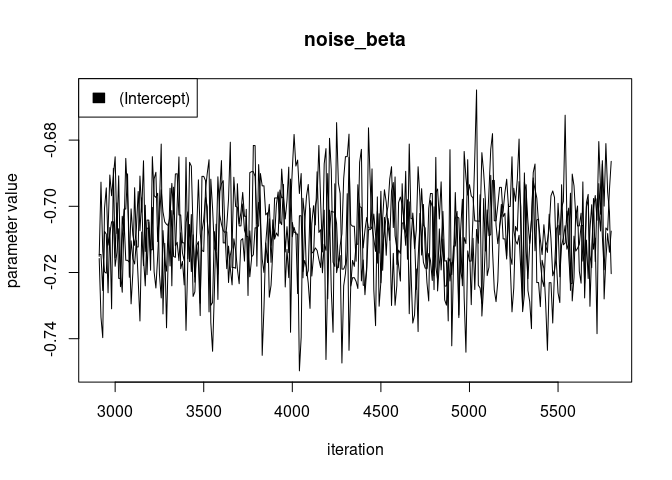 noise_beta
(Intercept)
parameter value
-0.68
-0.70
-0.72
-0.74
3000 3500 4000 4500 5000 5500
iteration